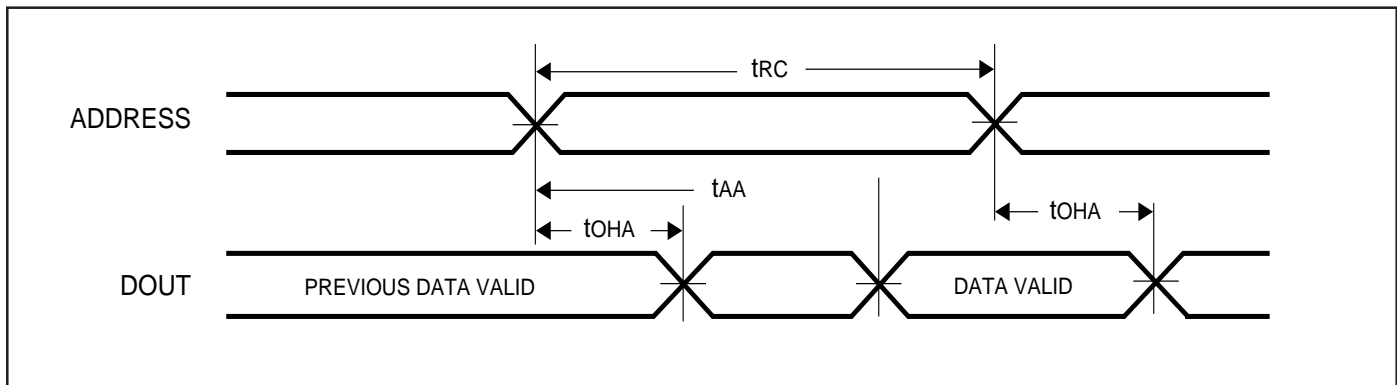 tRC
ADDRESS
tAA
tOHA
tOHA
DOUT
PREVIOUS DATA VALID
DATA VALID